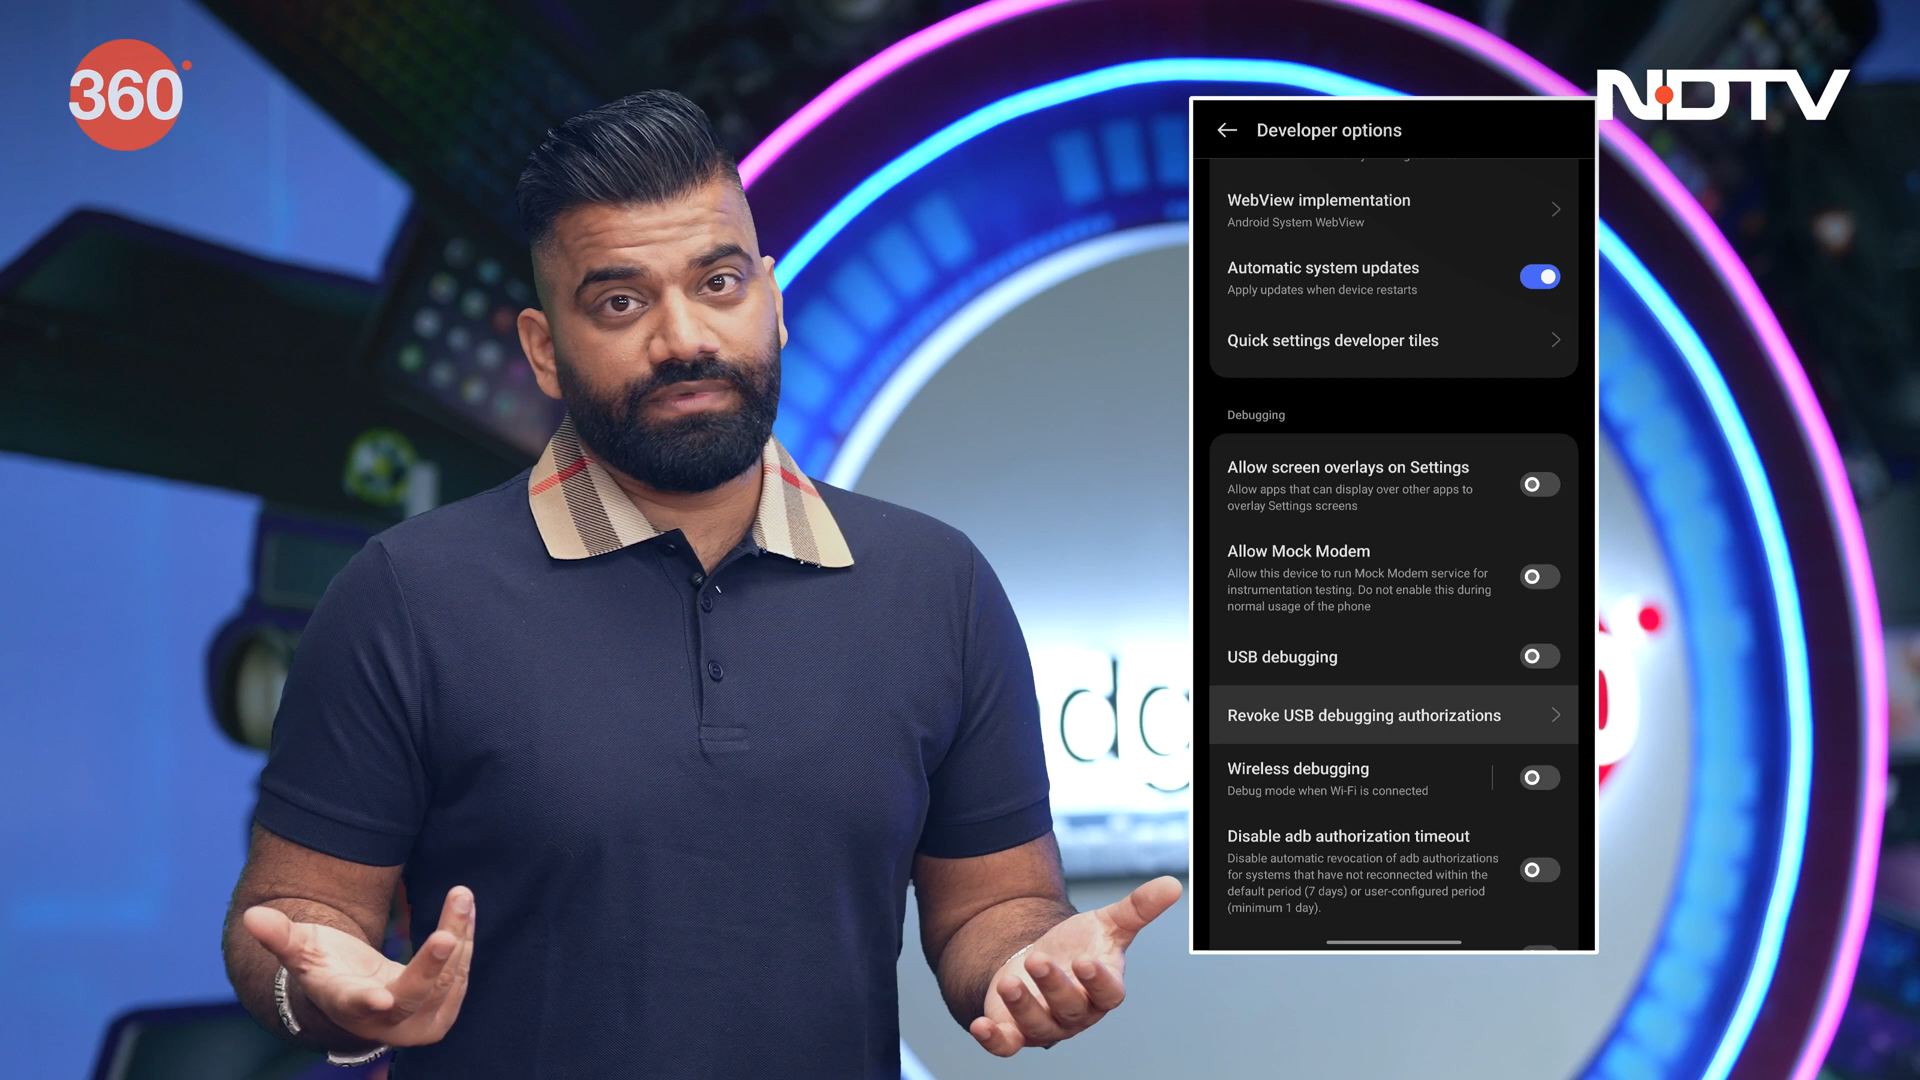 360
NDTV
Developer options
WebView implementation
Android System WebView
Automatic system updates
Apply updates when device restarts
Quick settings developer tiles
Debugging
Allow screen overlays on Settings
Allow apps that can display over other apps to
overlay Settings screens
Allow Mock Modem
Allow this device to run Mock Modem service for
instrumentation testing. Do not enable this during
normal usage of the phone
USB debugging
Revoke USB debugging authorizations
Wireless debugging
Debug mode when Wi-Fi is connected
Disable adb authorization timeout
Disable automatic revocation of adb authorizations
for systems that have not reconnected within the
default period (7 days) or user-configured period
(minimum 1 day).